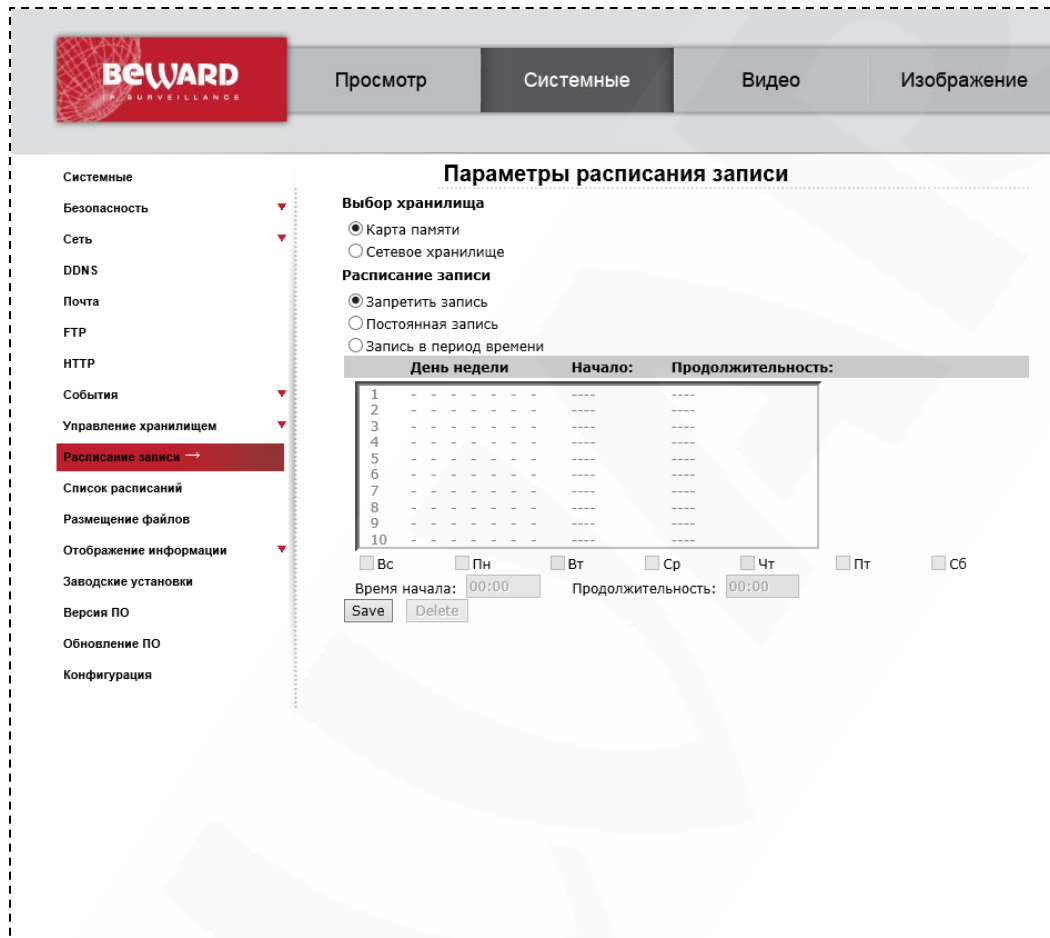 BEWARD
IP SURVEILLANCE
Просмотр Системные Видео Изображение
Системные
Безопасность
Сеть
DDNS
Почта
FTP
HTTP
События
Управление хранилищем
Расписание записи →
Список расписаний
Размещение файлов
Отображение информации
Заводские установки
Версия ПО
Обновление ПО
Конфигурация
Параметры расписания записи
Выбор хранилища
Карта памяти
Сетевое хранилище
Расписание записи
Запретить запись
Постоянная запись
Запись в период времени
День недели Начало: Продолжительность:
1 - - - - - - - ---- ----
2 - - - - - - - ---- ----
3 - - - - - - - ---- ----
4 - - - - - - - ---- ----
5 - - - - - - - ---- ----
6 - - - - - - - ---- ----
7 - - - - - - - ---- ----
8 - - - - - - - ---- ----
9 - - - - - - - ---- ----
10 - - - - - - - ---- ----
Вс Пн Вт Ср Чт Пт Сб
Время начала: 00:00 Продолжительность: 00:00
Save Delete